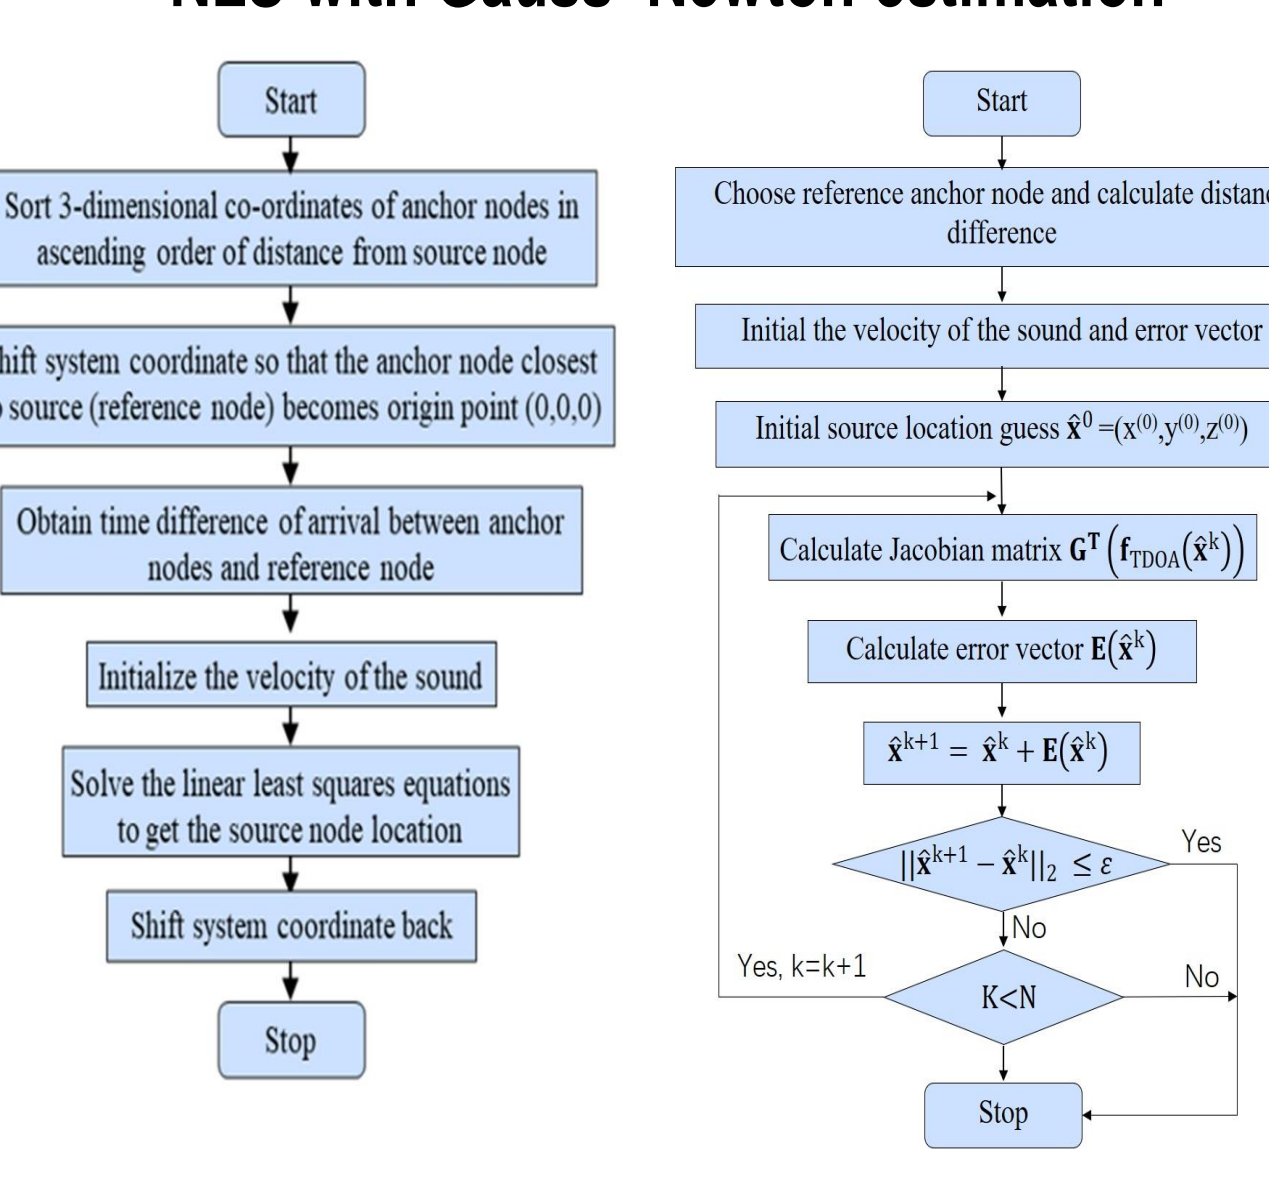 NLS with Gauss-Newton estimation
Start
Sort 3-dimensional co-ordinates of anchor nodes in
ascending order of distance from source node
hift system coordinate so that the anchor node closest
source (reference node) becomes origin point (0,0,0)
Obtain time difference of arrival between anchor
nodes and reference node
Initialize the velocity of the sound
Solve the linear least squares equations
to get the source node location
Shift system coordinate back
Stop
Start
Choose reference anchor node and calculate distanc
difference
Initial the velocity of the sound and error vector
Initial source location guess x̂⁰ =(x⁽⁰⁾,y⁽⁰⁾,z⁽⁰⁾)
Calculate Jacobian matrix Gᵀ(f_TDOA(x̂ᵏ))
Calculate error vector E(x̂ᵏ)
x̂ᵏ⁺¹ = x̂ᵏ + E(x̂ᵏ)
||x̂ᵏ⁺¹ − x̂ᵏ||₂ ≤ ε
Yes
No
Yes, k=k+1
K<N
No
Stop